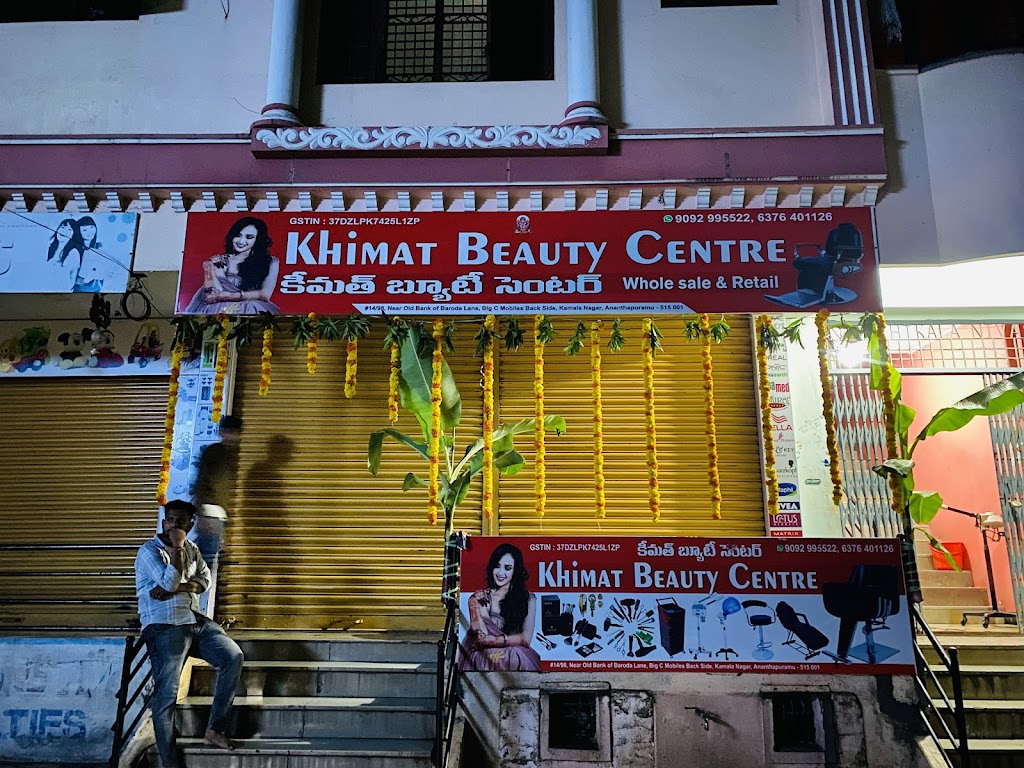 GSTIN : 37DZLPK7425L1ZP
9092 995522, 6376 401126
KHIMAT BEAUTY CENTRE
కీమత్ బ్యూటీ సెంటర్
Whole sale & Retail
#14/98, Near Old Bank of Baroda Lane, Big C Mobiles Back Side, Kamala Nagar, Ananthapuramu - 515 001
NIVEA
LOTUS
MATRIX
GSTIN : 37DZLPK7425L1ZP
కీమత్ బ్యూటీ సెంటర్
9092 995522, 6376 401126
KHIMAT BEAUTY CENTRE
#14/98, Near Old Bank of Baroda Lane, Big C Mobiles Back Side, Kamala Nagar, Ananthapuramu - 515 001
TIES